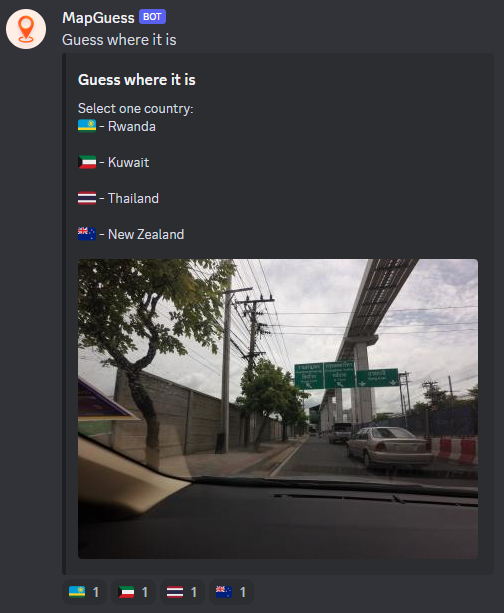 MapGuess BOT
Guess where it is
Guess where it is
Select one country:
- Rwanda
- Kuwait
- Thailand
- New Zealand
1 1 1 1